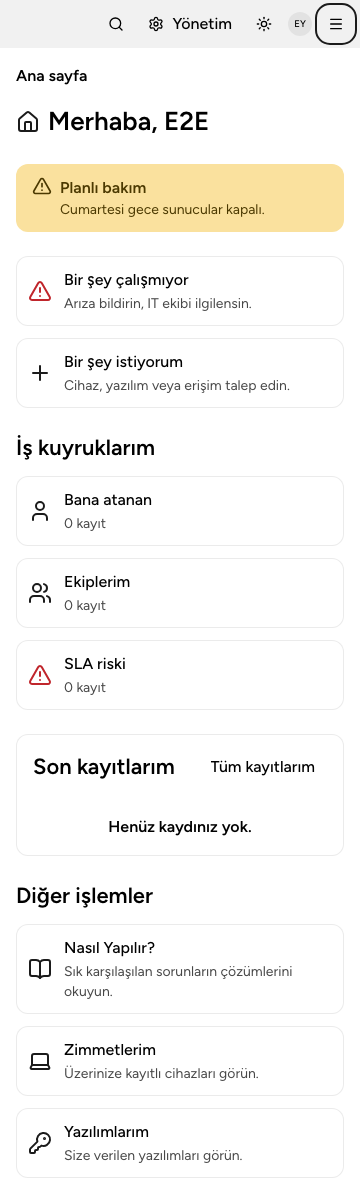 Yönetim
EY
Ana sayfa
Merhaba, E2E
Planlı bakım
Cumartesi gece sunucular kapalı.
Bir şey çalışmıyor
Arıza bildirin, IT ekibi ilgilensin.
Bir şey istiyorum
Cihaz, yazılım veya erişim talep edin.
İş kuyruklarım
Bana atanan
0 kayıt
Ekiplerim
0 kayıt
SLA riski
0 kayıt
Son kayıtlarım
Tüm kayıtlarım
Henüz kaydınız yok.
Diğer işlemler
Nasıl Yapılır?
Sık karşılaşılan sorunların çözümlerini
okuyun.
Zimmetlerim
Üzerinize kayıtlı cihazları görün.
Yazılımlarım
Size verilen yazılımları görün.